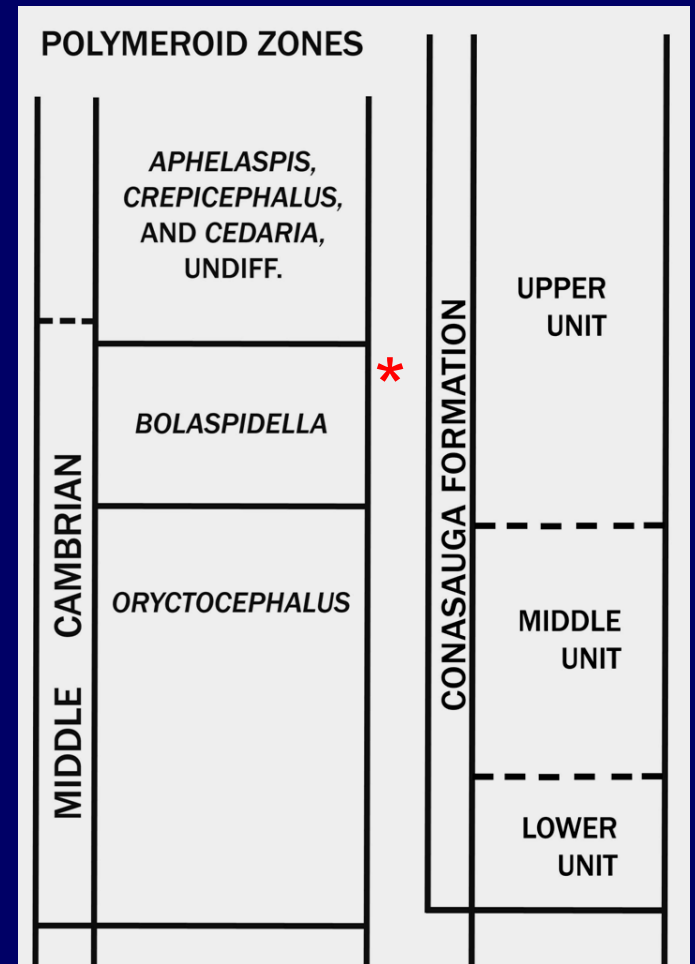 POLYMEROID ZONES
APHELASPIS,
CREPICEPHALUS,
AND CEDARIA,
UNDIFF.
BOLASPIDELLA
ORYCTOCEPHALUS
MIDDLE CAMBRIAN
*
CONASAUGA FORMATION
UPPER
UNIT
MIDDLE
UNIT
LOWER
UNIT